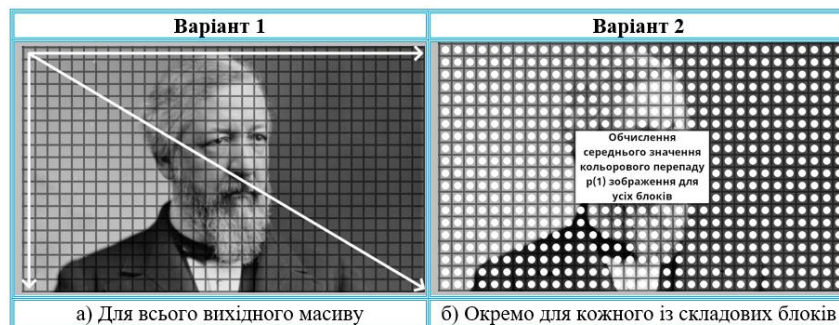 Варіант 1
Варіант 2
Обчислення
середнього значення
кольорового перепаду
p(1) зображення для
усіх блоків
а) Для всього вихідного масиву
б) Окремо для кожного із складових блоків